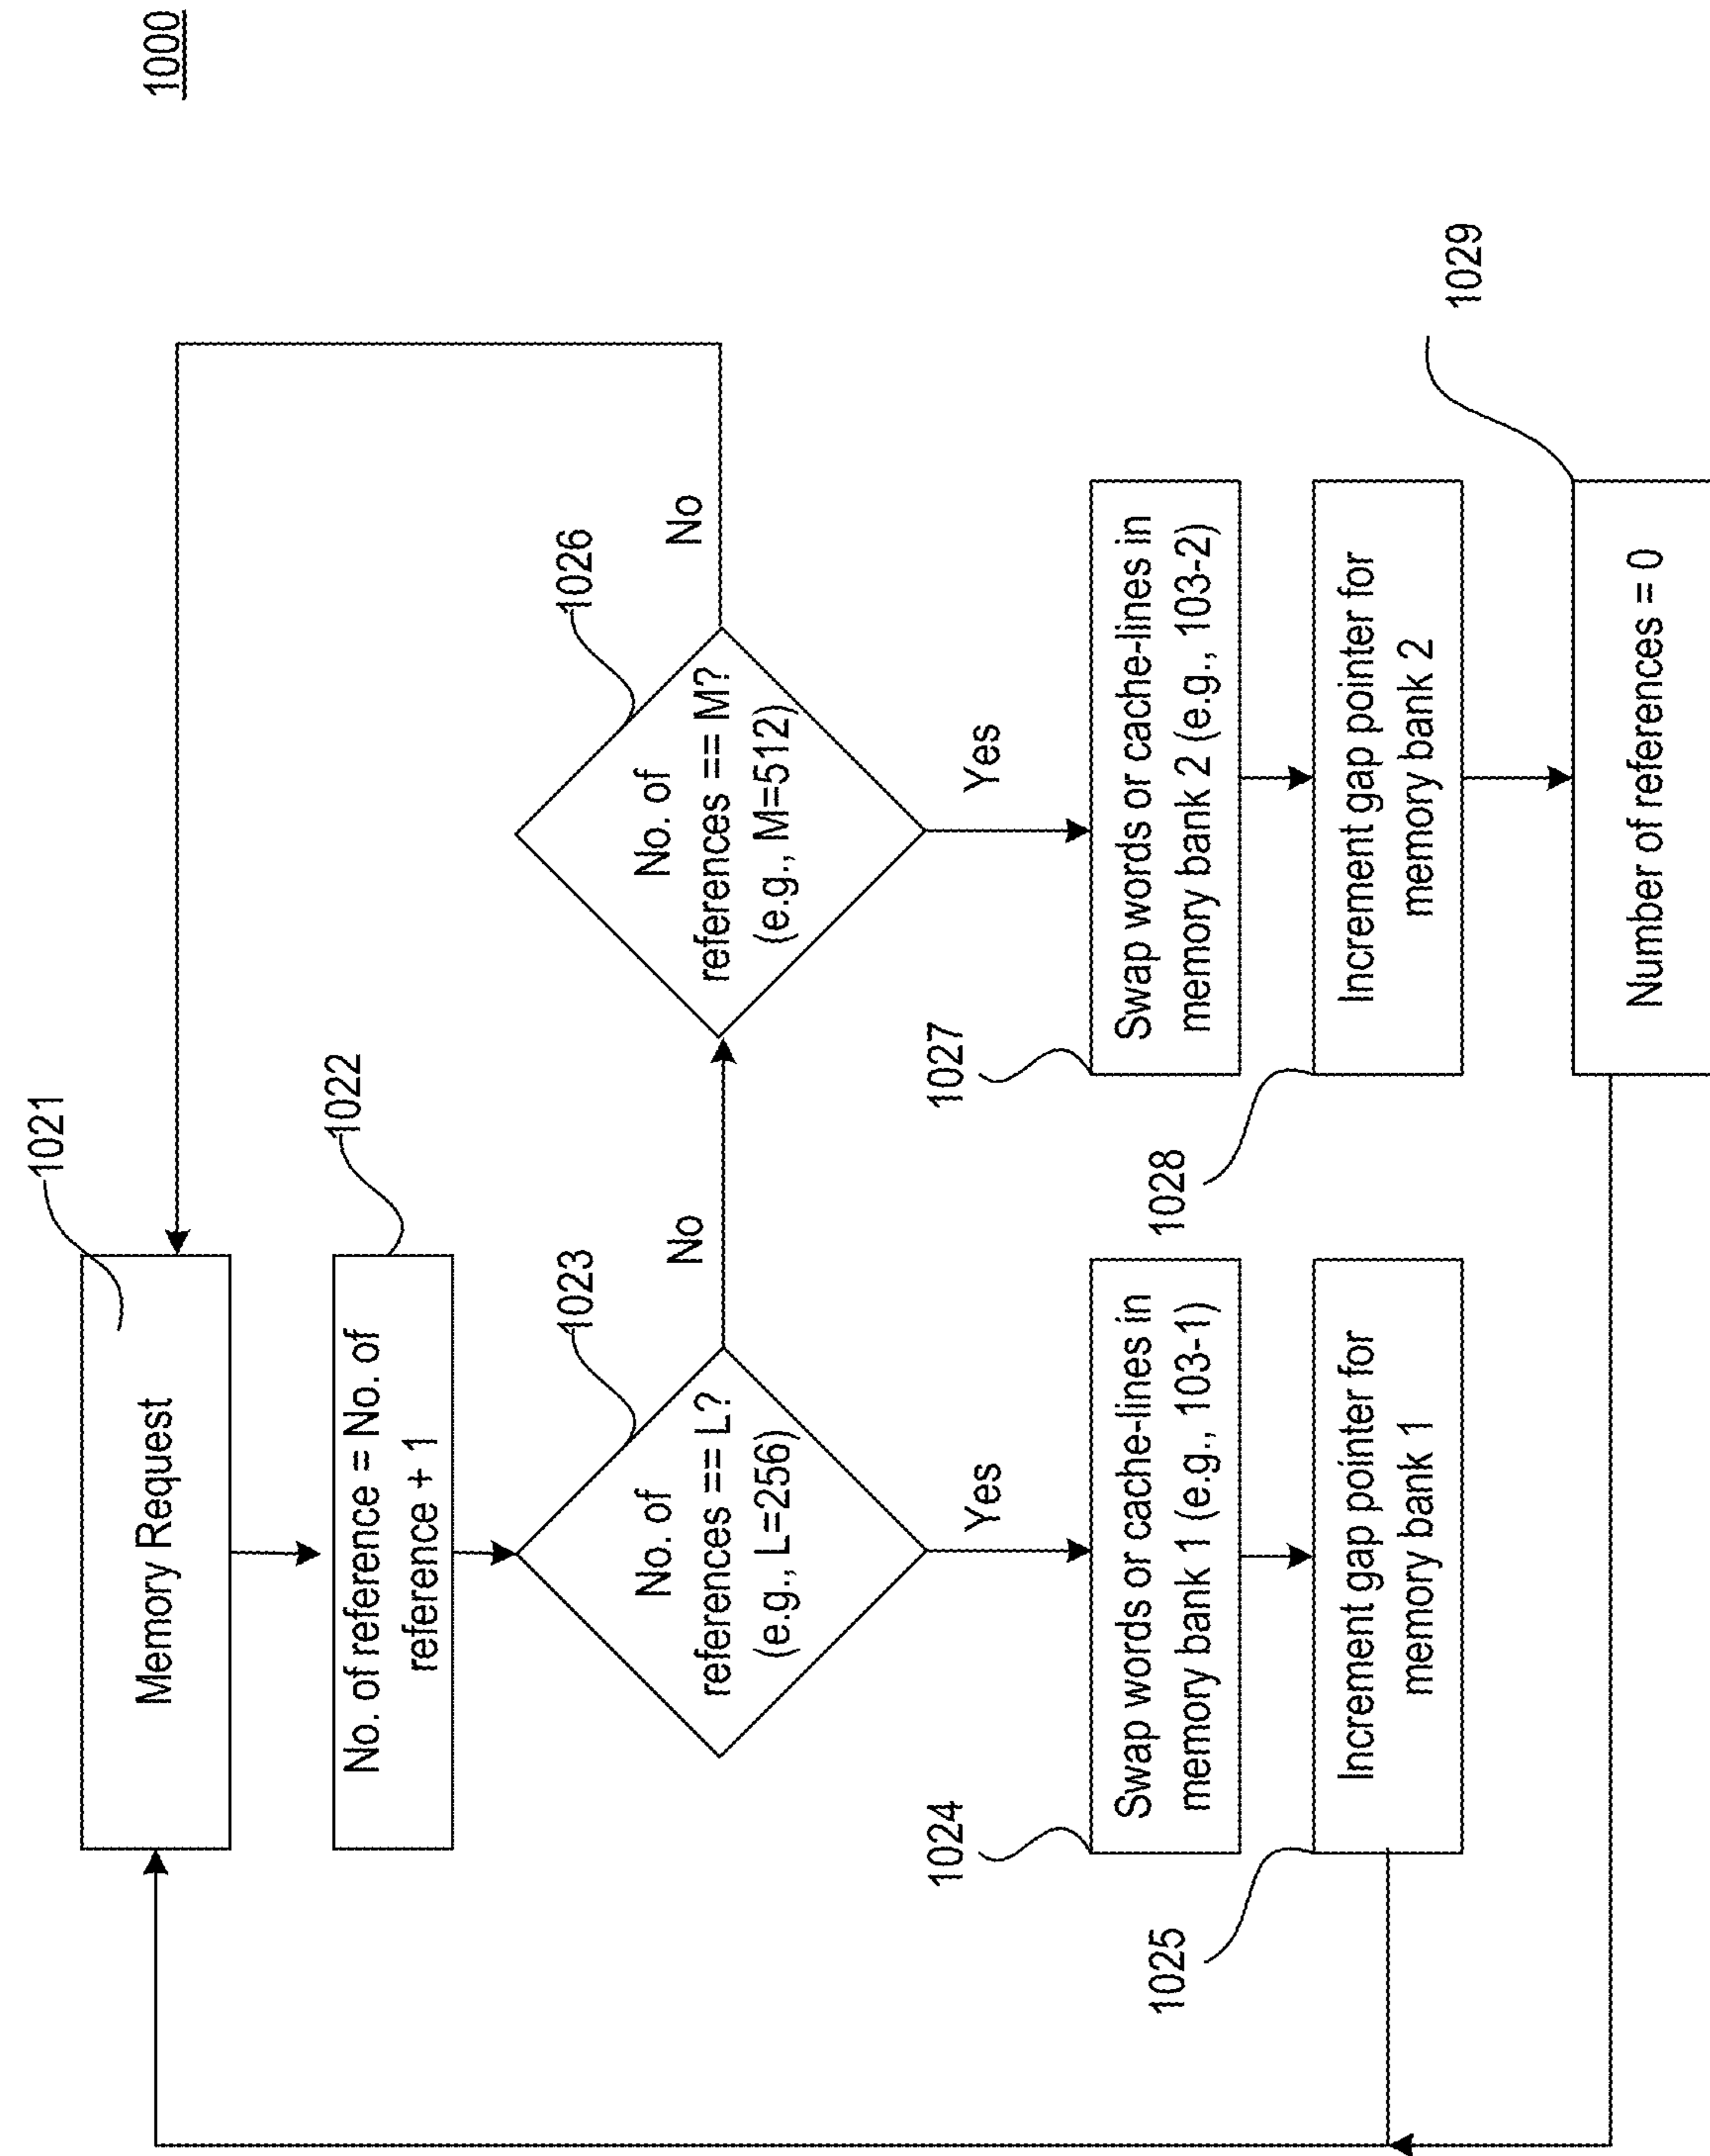 1000
1021
Memory Request
1022
No. of reference = No. of
reference + 1
1023
No. of
references == L?
(e.g., L=256)
No
1026
No. of
references == M?
(e.g., M=512)
No
Yes
Yes
1024
Swap words or cache-lines in
memory bank 1 (e.g., 103-1)
1027
Swap words or cache-lines in
memory bank 2 (e.g., 103-2)
1025
Increment gap pointer for
memory bank 1
1028
Increment gap pointer for
memory bank 2
1029
Number of references = 0